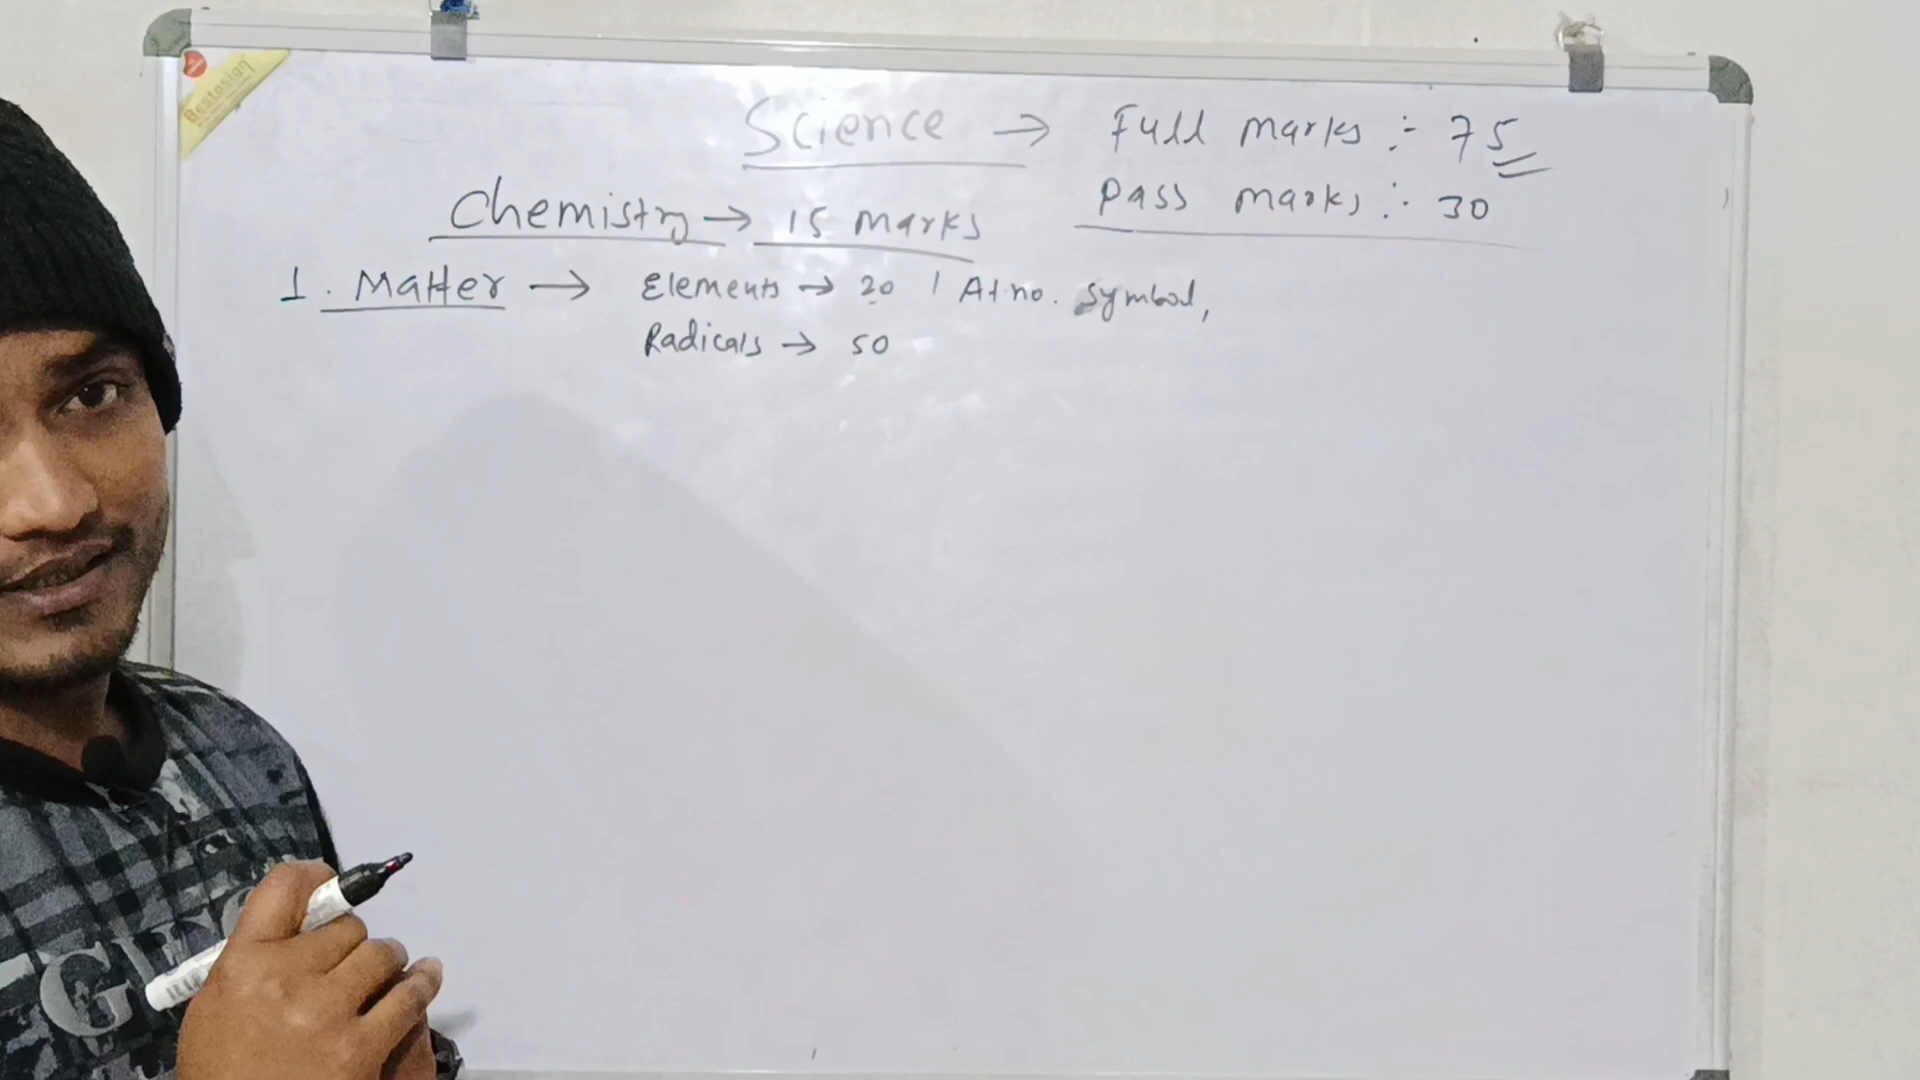 Bestosign
Science → Full marks :- 75
Pass marks :- 30
Chemistry → 15 marks
1. Matter → Elements → 20 / At.no. symbol,
Radicals → 50
G